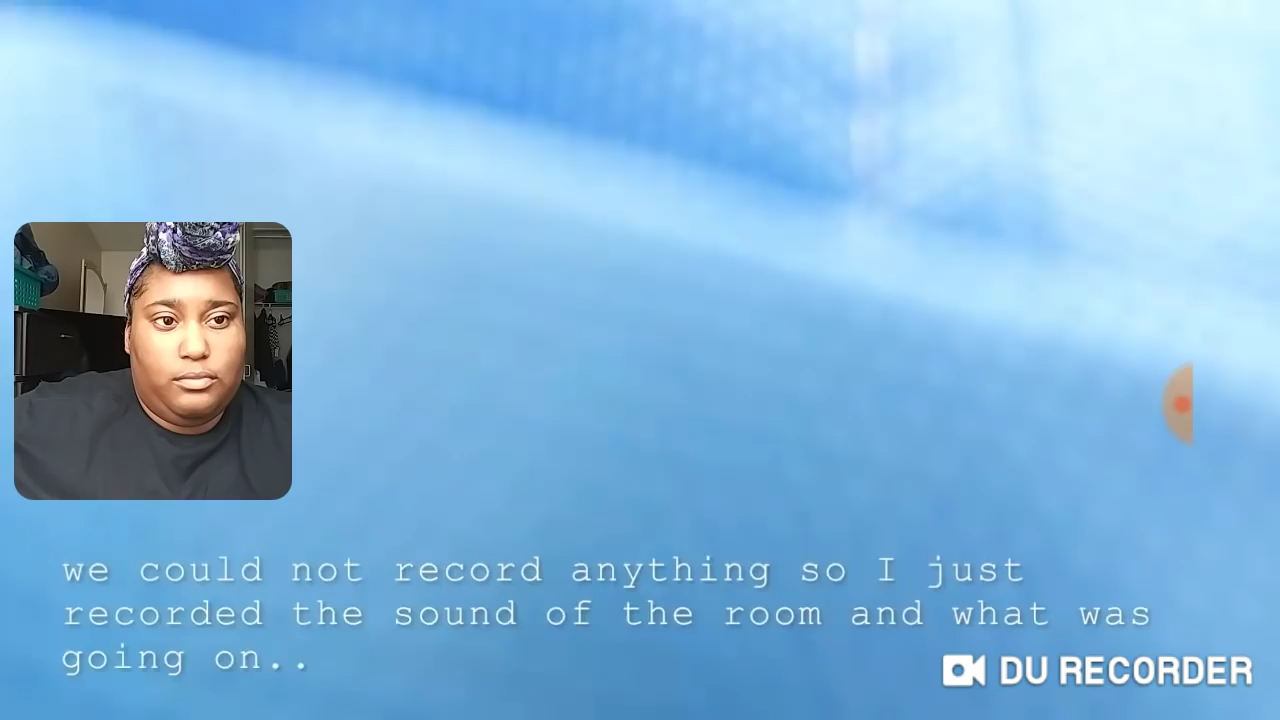 we could not record anything so I just
recorded the sound of the room and what was
going on..
DU RECORDER